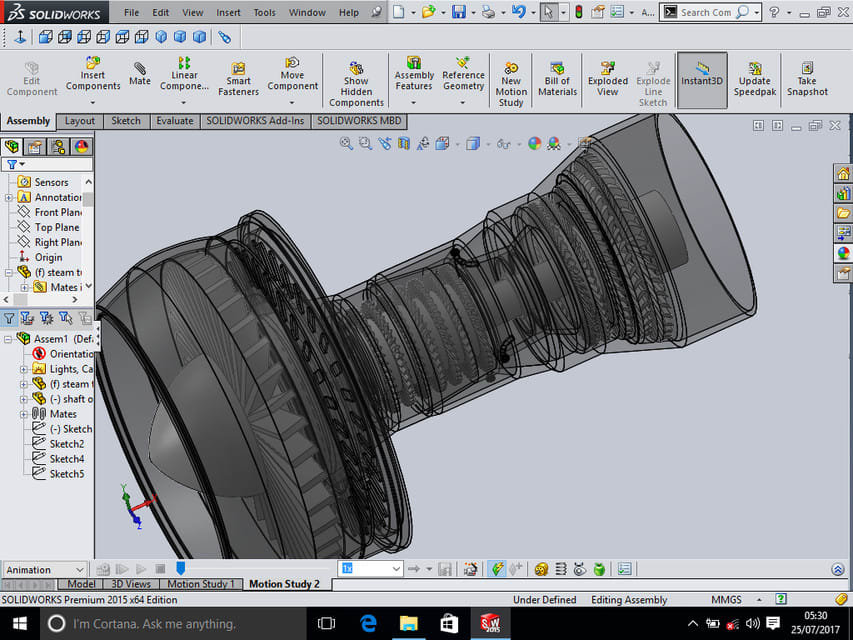 SOLIDWORKS File Edit View Insert Tools Window Help A... Search Com
Edit Component Insert Components Mate Linear Compone... Smart Fasteners Move Component Show Hidden Components Assembly Features Reference Geometry New Motion Study Bill of Materials Exploded View Explode Line Sketch Instant3D Update Speedpak Take Snapshot
Assembly Layout Sketch Evaluate SOLIDWORKS Add-Ins SOLIDWORKS MBD
Sensors
Annotation
Front Plane
Top Plane
Right Plane
Origin
(f) steam tu
Mates i
Assem1 (Defa
Orientatio
Lights, Ca
(f) steam t
(-) shaft o
Mates
(-) Sketch
Sketch2
Sketch4
Sketch5
Y
Z
Animation 1x
Model 3D Views Motion Study 1 Motion Study 2
SOLIDWORKS Premium 2015 x64 Edition Under Defined Editing Assembly MMGS
I'm Cortana. Ask me anything. SW 2015 05:30
25/07/2017